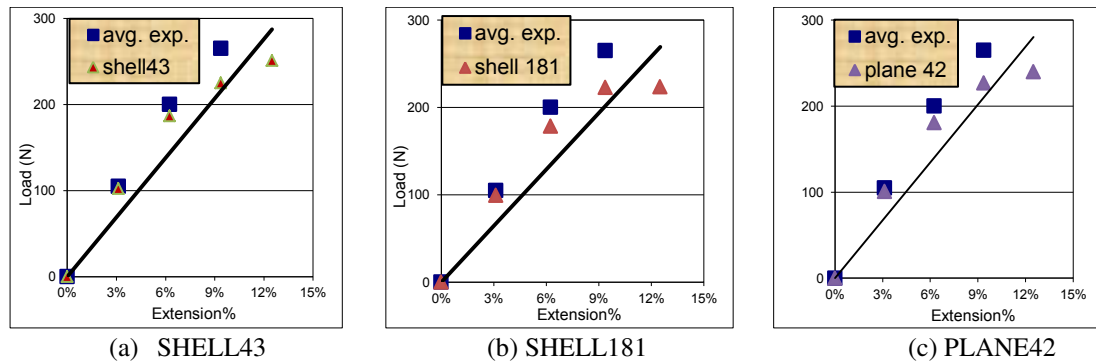 300
200
100
0
Load (N)
avg. exp.
shell43
0% 3% 6% 9% 12% 15%
Extension%
(a) SHELL43
300
200
100
0
Load (N)
avg. exp.
shell 181
0% 3% 6% 9% 12% 15%
Extension%
(b) SHELL181
300
200
100
0
avg. exp.
plane 42
0% 3% 6% 9% 12% 15%
Extension%
(c) PLANE42